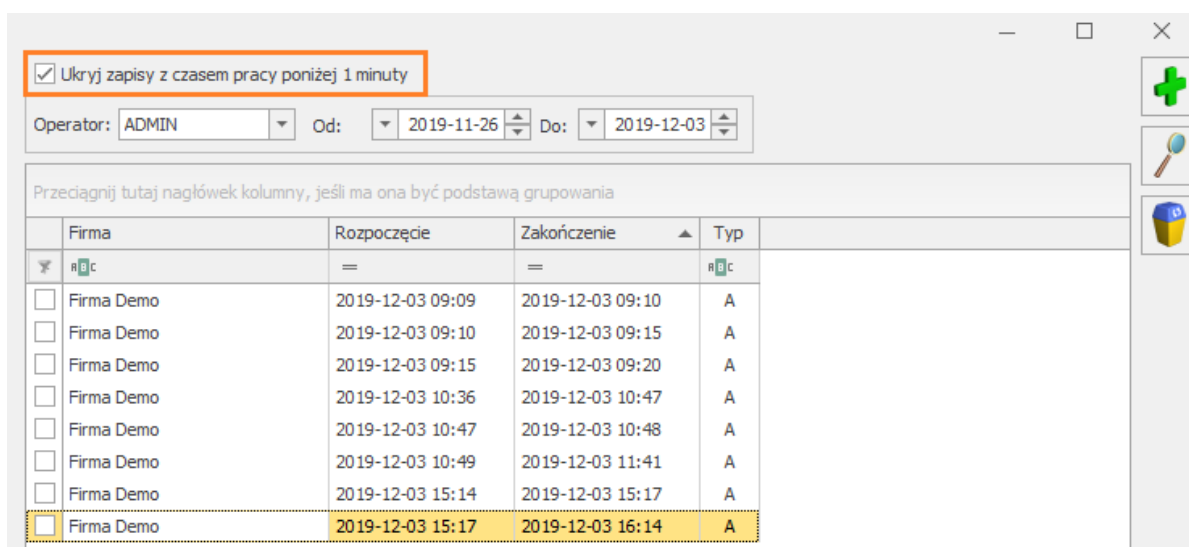 Ukryj zapisy z czasem pracy poniżej 1 minuty
Operator: ADMIN Od: 2019-11-26 Do: 2019-12-03
Przeciągnij tutaj nagłówek kolumny, jeśli ma ona być podstawą grupowania
Firma Rozpoczęcie Zakończenie Typ
ABC = = ABC
Firma Demo 2019-12-03 09:09 2019-12-03 09:10 A
Firma Demo 2019-12-03 09:10 2019-12-03 09:15 A
Firma Demo 2019-12-03 09:15 2019-12-03 09:20 A
Firma Demo 2019-12-03 10:36 2019-12-03 10:47 A
Firma Demo 2019-12-03 10:47 2019-12-03 10:48 A
Firma Demo 2019-12-03 10:49 2019-12-03 11:41 A
Firma Demo 2019-12-03 15:14 2019-12-03 15:17 A
Firma Demo 2019-12-03 15:17 2019-12-03 16:14 A